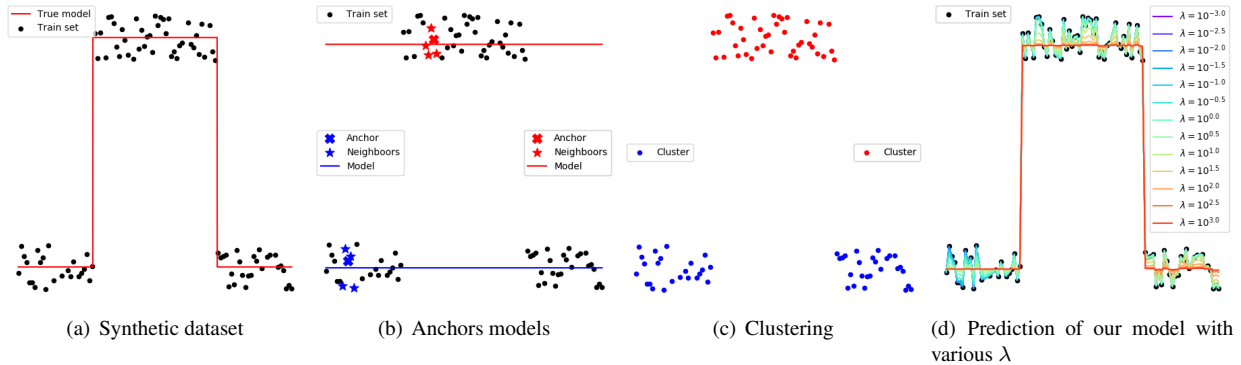 True model
Train set
Train set
Anchor
Neighboors
Model
Anchor
Neighboors
Model
Cluster
Cluster
Train set
λ = 10^-3.0
λ = 10^-2.5
λ = 10^-2.0
λ = 10^-1.5
λ = 10^-1.0
λ = 10^-0.5
λ = 10^0.0
λ = 10^0.5
λ = 10^1.0
λ = 10^1.5
λ = 10^2.0
λ = 10^2.5
λ = 10^3.0
(a) Synthetic dataset
(b) Anchors models
(c) Clustering
(d) Prediction of our model with
various λ